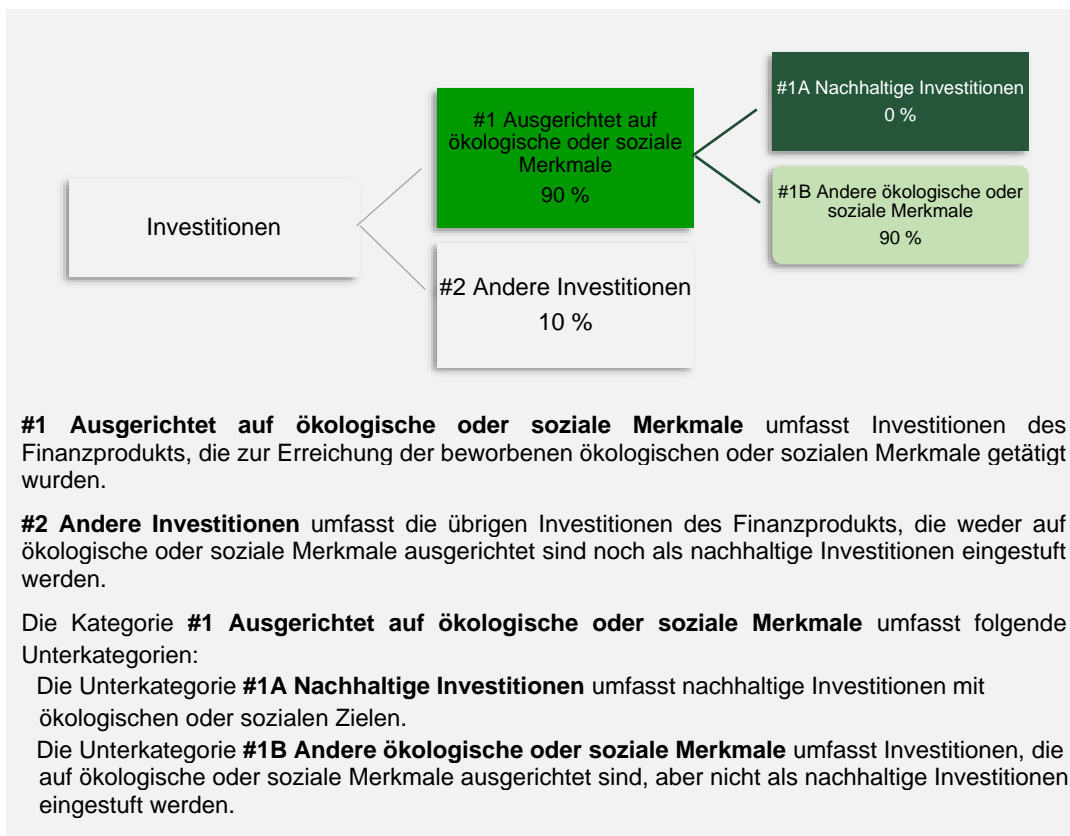 Investitionen
#1 Ausgerichtet auf
ökologische oder soziale
Merkmale
90 %
#2 Andere Investitionen
10 %
#1A Nachhaltige Investitionen
0 %
#1B Andere ökologische oder
soziale Merkmale
90 %
#1 Ausgerichtet auf ökologische oder soziale Merkmale umfasst Investitionen des
Finanzprodukts, die zur Erreichung der beworbenen ökologischen oder sozialen Merkmale getätigt
wurden.
#2 Andere Investitionen umfasst die übrigen Investitionen des Finanzprodukts, die weder auf
ökologische oder soziale Merkmale ausgerichtet sind noch als nachhaltige Investitionen eingestuft
werden.
Die Kategorie #1 Ausgerichtet auf ökologische oder soziale Merkmale umfasst folgende
Unterkategorien:
Die Unterkategorie #1A Nachhaltige Investitionen umfasst nachhaltige Investitionen mit
ökologischen oder sozialen Zielen.
Die Unterkategorie #1B Andere ökologische oder soziale Merkmale umfasst Investitionen, die
auf ökologische oder soziale Merkmale ausgerichtet sind, aber nicht als nachhaltige Investitionen
eingestuft werden.